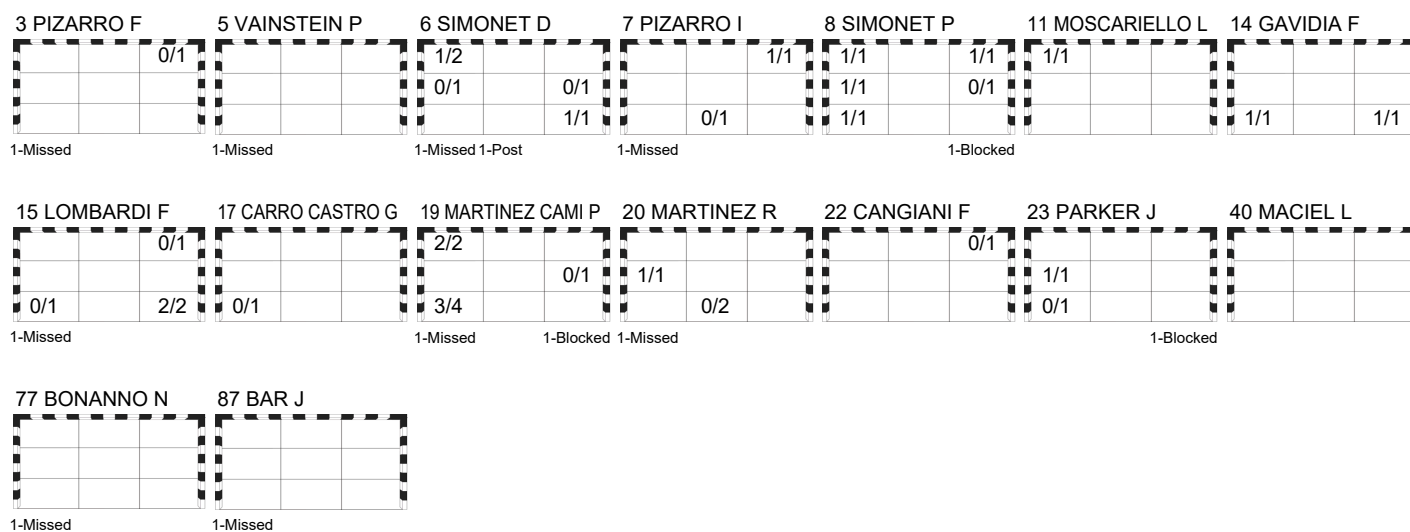 3 PIZARRO F 5 VAINSTEIN P 6 SIMONET D 7 PIZARRO I 8 SIMONET P 11 MOSCARIELLO L 14 GAVIDIA F
0/1 1/2 1/1 1/1 1/1 1/1
0/1 0/1 1/1 0/1
1/1 0/1 1/1 1/1 1/1
1-Missed 1-Missed 1-Missed 1-Post 1-Missed 1-Blocked
15 LOMBARDI F 17 CARRO CASTRO G 19 MARTINEZ CAMI P 20 MARTINEZ R 22 CANGIANI F 23 PARKER J 40 MACIEL L
0/1 2/2 0/1
0/1 1/1 1/1
0/1 2/2 0/1 3/4 0/2 0/1
1-Missed 1-Missed 1-Blocked 1-Missed 1-Blocked
77 BONANNO N 87 BAR J
1-Missed 1-Missed